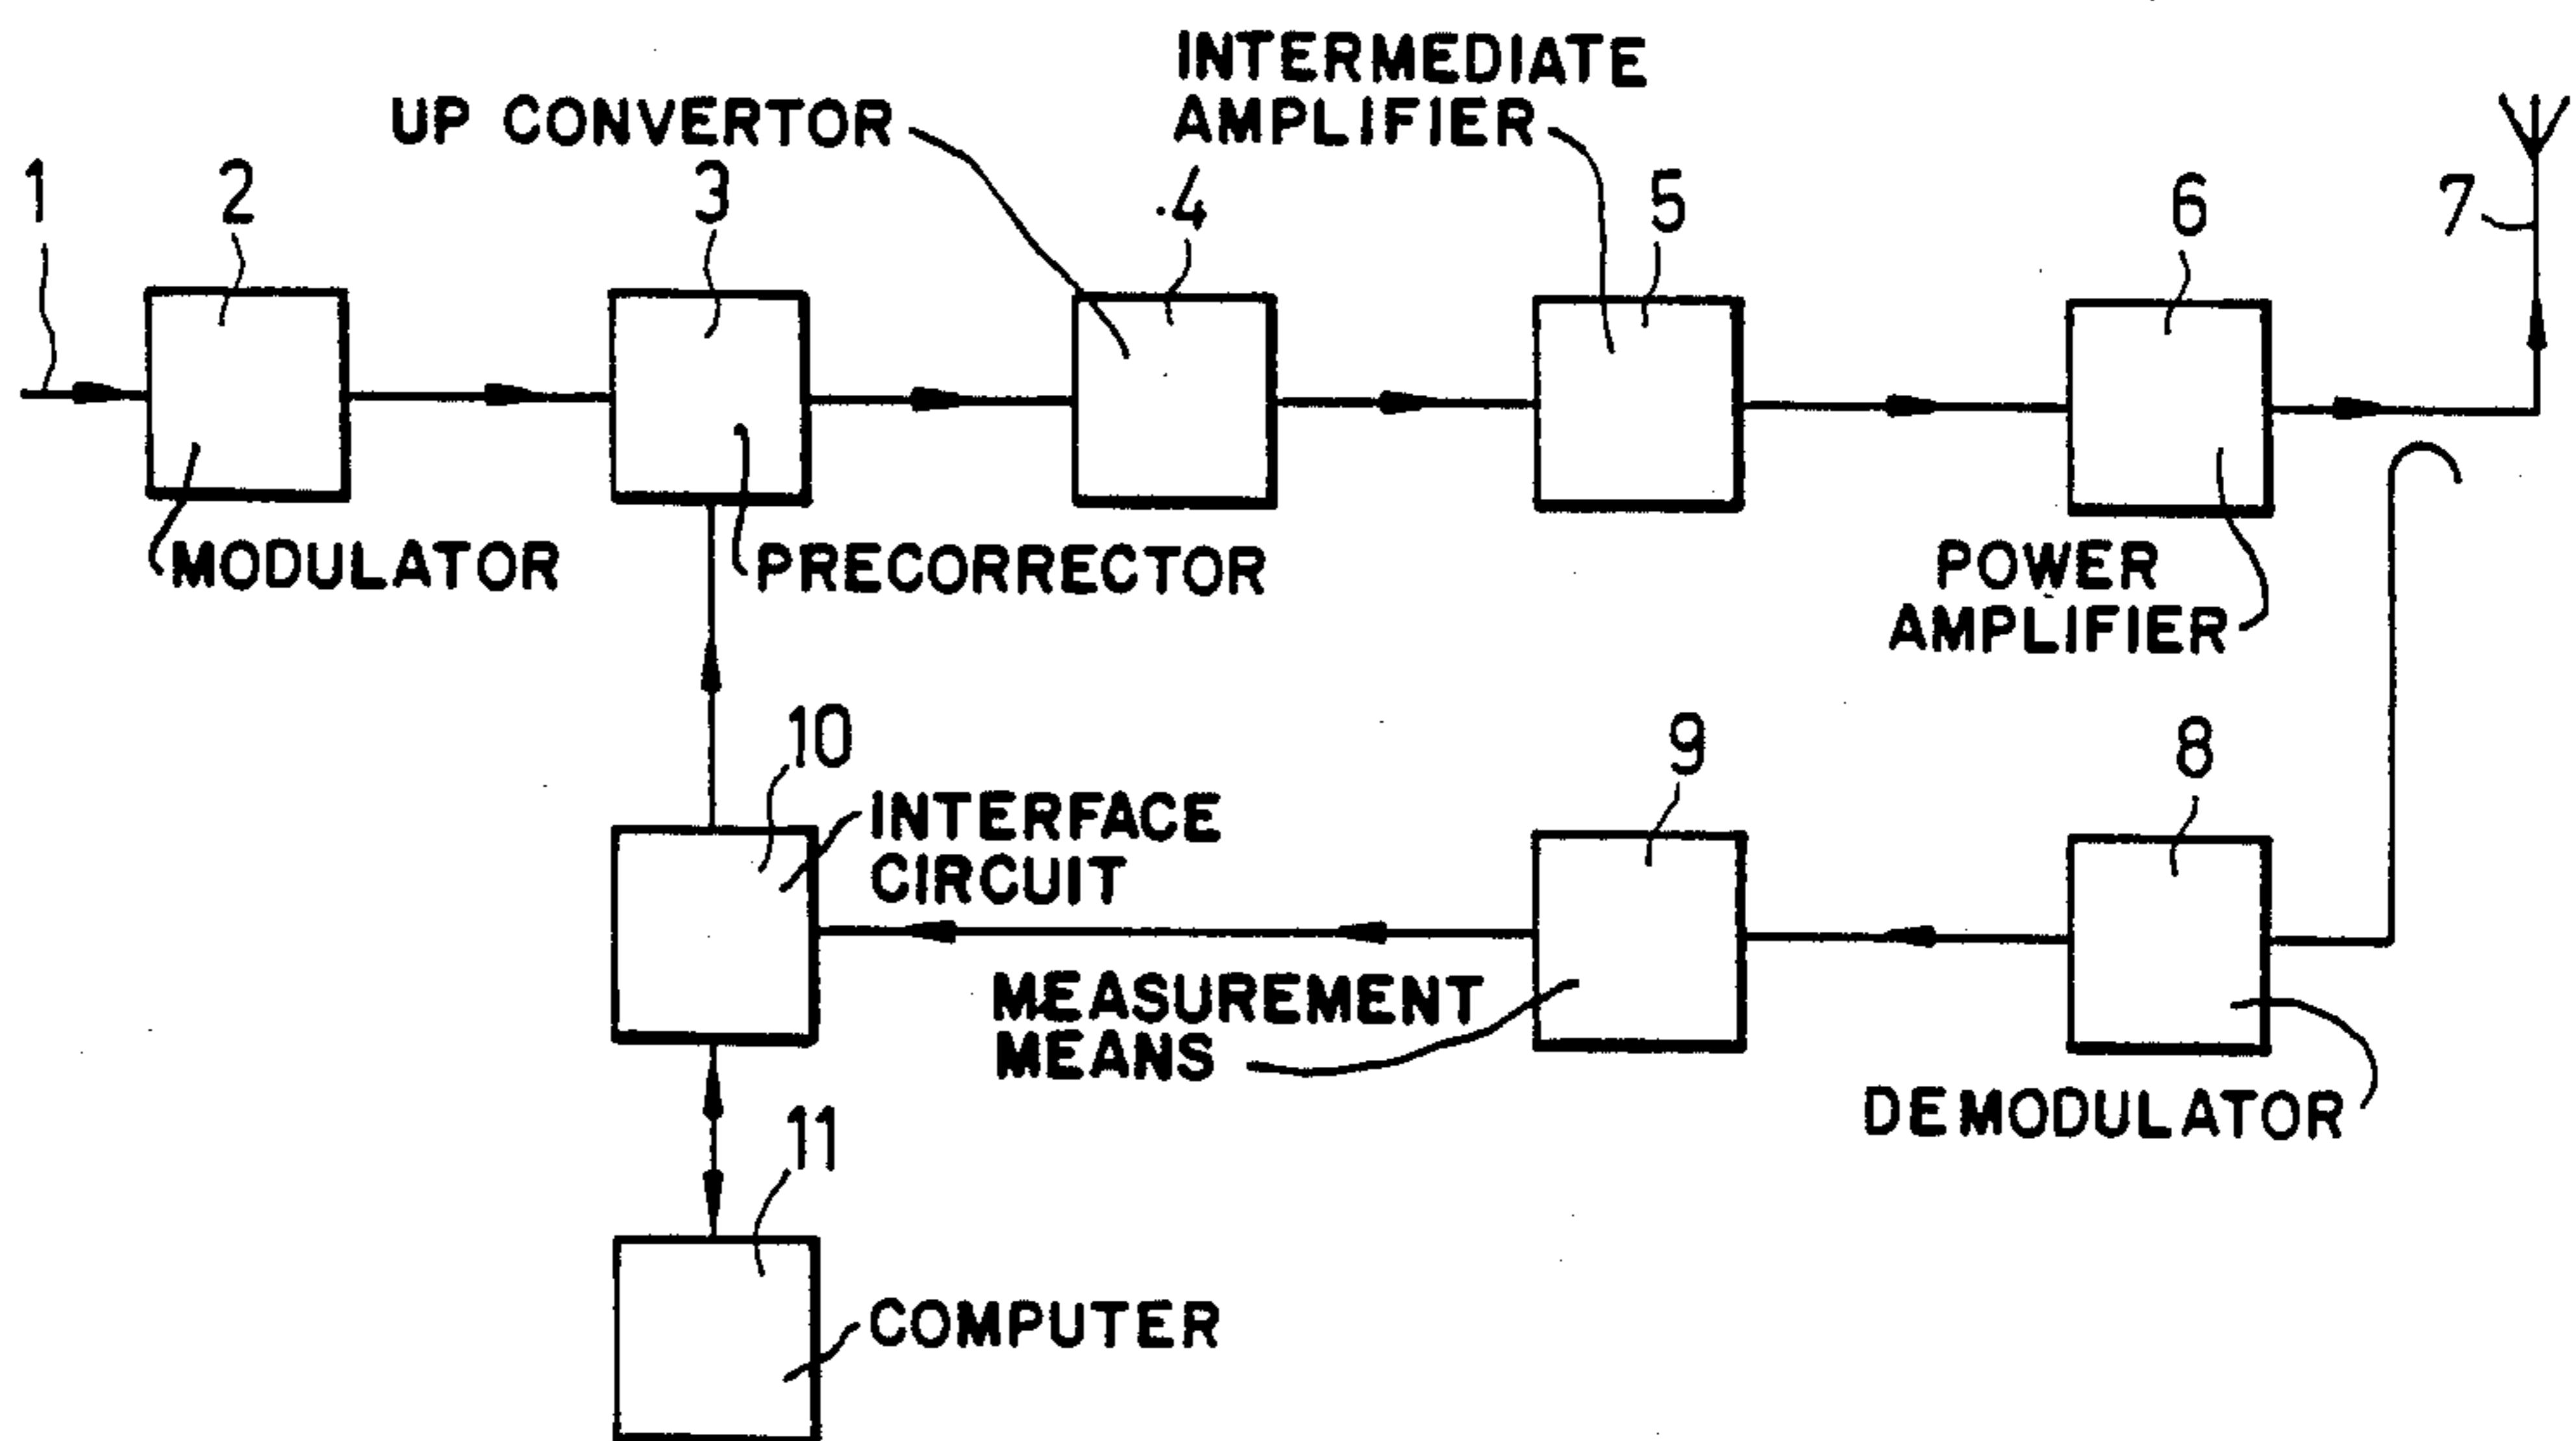 INTERMEDIATE
AMPLIFIER
UP CONVERTOR
1
2
3
4
5
6
7
MODULATOR
PRECORRECTOR
POWER
AMPLIFIER
10
9
8
INTERFACE
CIRCUIT
MEASUREMENT
MEANS
DEMODULATOR
11
COMPUTER